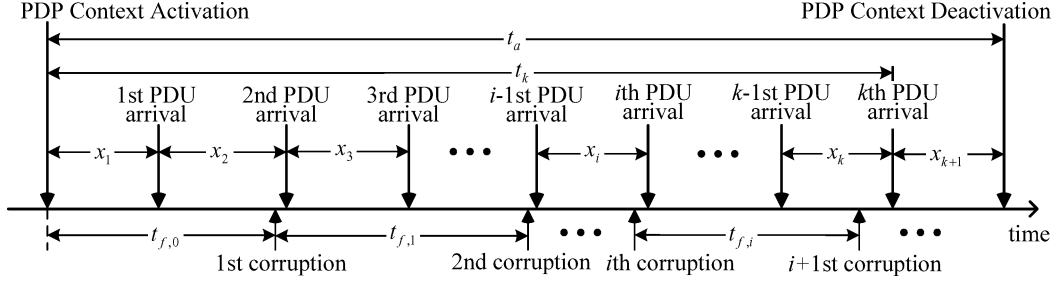 PDP Context Activation PDP Context Deactivation
t_a
t_k
1st PDU arrival 2nd PDU arrival 3rd PDU arrival i-1st PDU arrival ith PDU arrival k-1st PDU arrival kth PDU arrival
x_1 x_2 x_3 ••• x_i ••• x_k x_{k+1}
t_{f,0} t_{f,1} ••• t_{f,i} ••• time
1st corruption 2nd corruption ith corruption i+1st corruption